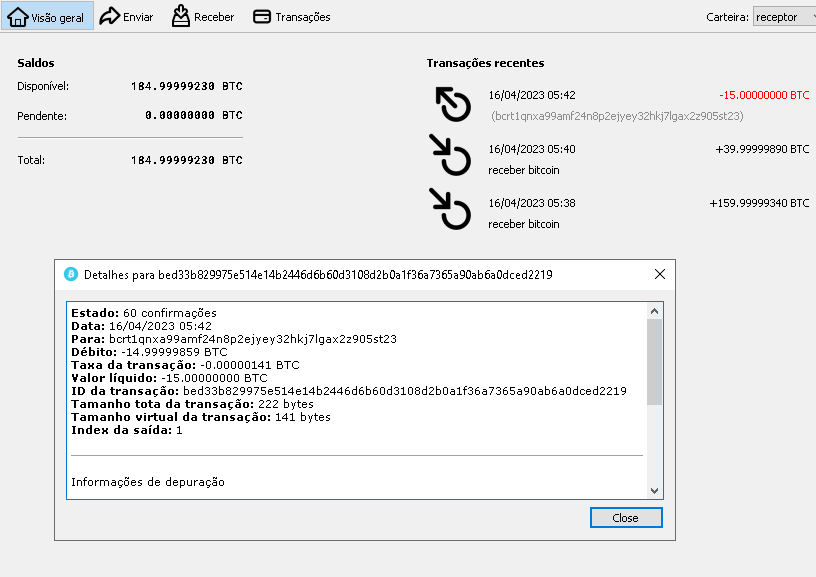 Visão geral
Enviar
Receber
Transações
Carteira: receptor
Saldos
Disponível: 184.99999230 BTC
Pendente: 0.00000000 BTC
Total: 184.99999230 BTC
Transações recentes
16/04/2023 05:42 -15.00000000 BTC
(bcrt1qnxa99amf24n8p2ejyey32hkj7lgax2z905st23)
16/04/2023 05:40 +39.99999890 BTC
receber bitcoin
16/04/2023 05:38 +159.99999340 BTC
receber bitcoin
Detalhes para bed33b829975e514e14b2446d6b60d3108d2b0a1f36a7365a90ab6a0dced2219
Estado: 60 confirmações
Data: 16/04/2023 05:42
Para: bcrt1qnxa99amf24n8p2ejyey32hkj7lgax2z905st23
Débito: -14.99999859 BTC
Taxa da transação: -0.00000141 BTC
Valor líquido: -15.00000000 BTC
ID da transação: bed33b829975e514e14b2446d6b60d3108d2b0a1f36a7365a90ab6a0dced2219
Tamanho tota da transação: 222 bytes
Tamanho virtual da transação: 141 bytes
Index da saída: 1
Informações de depuração
Close